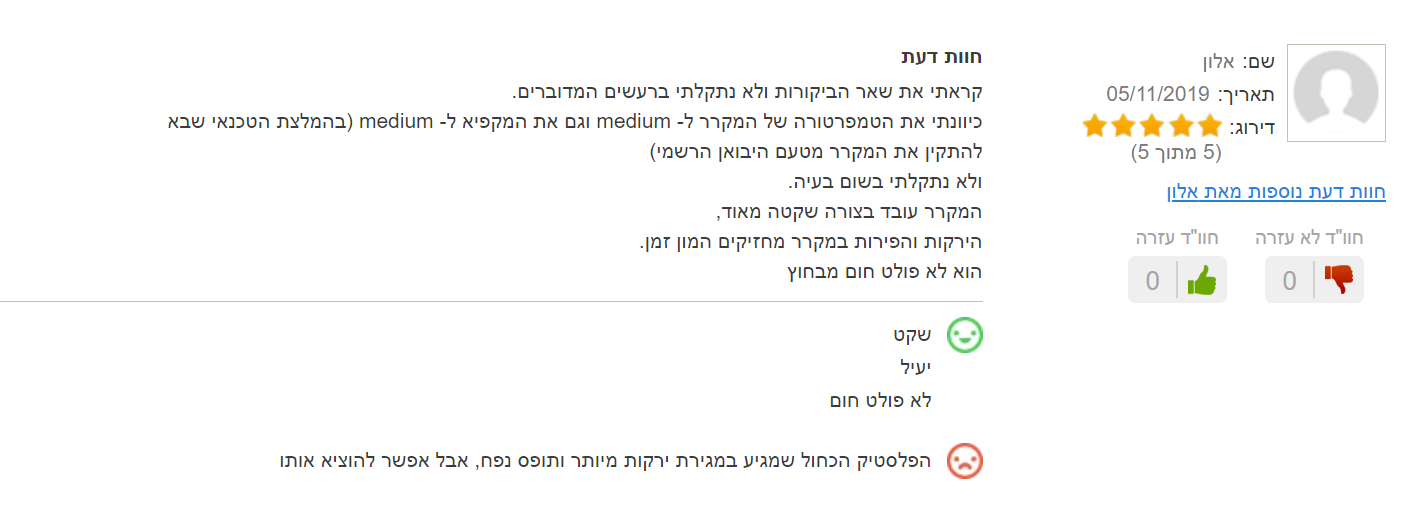 שם: אלון
תאריך: 05/11/2019
דירוג:
(5 מתוך 5)
חוות דעת נוספות מאת אלון
חוו"ד לא עזרה
חוו"ד עזרה
0
0
חוות דעת
קראתי את שאר הביקורות ולא נתקלתי ברעשים המדוברים.
כיוונתי את הטמפרטורה של המקרר ל- medium וגם את המקפיא ל- medium (בהמלצת הטכנאי שבא
להתקין את המקרר מטעם היבואן הרשמי)
ולא נתקלתי בשום בעיה.
המקרר עובד בצורה שקטה מאוד,
הירקות והפירות במקרר מחזיקים המון זמן.
הוא לא פולט חום מבחוץ
שקט
יעיל
לא פולט חום
הפלסטיק הכחול שמגיע במגירת ירקות מיותר ותופס נפח, אבל אפשר להוציא אותו